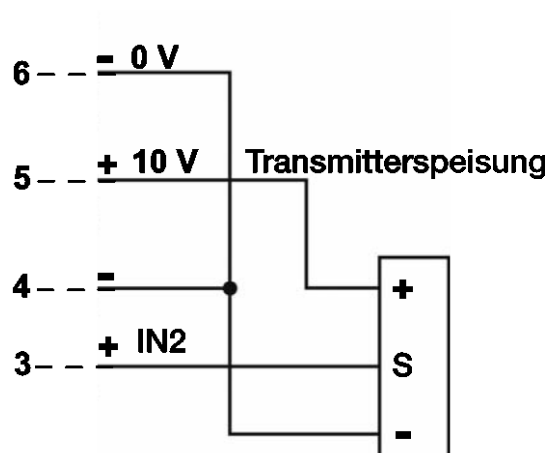 6 - 0 V
5 + 10 V Transmitterspeisung
4 -
+
3 + IN2
S
-